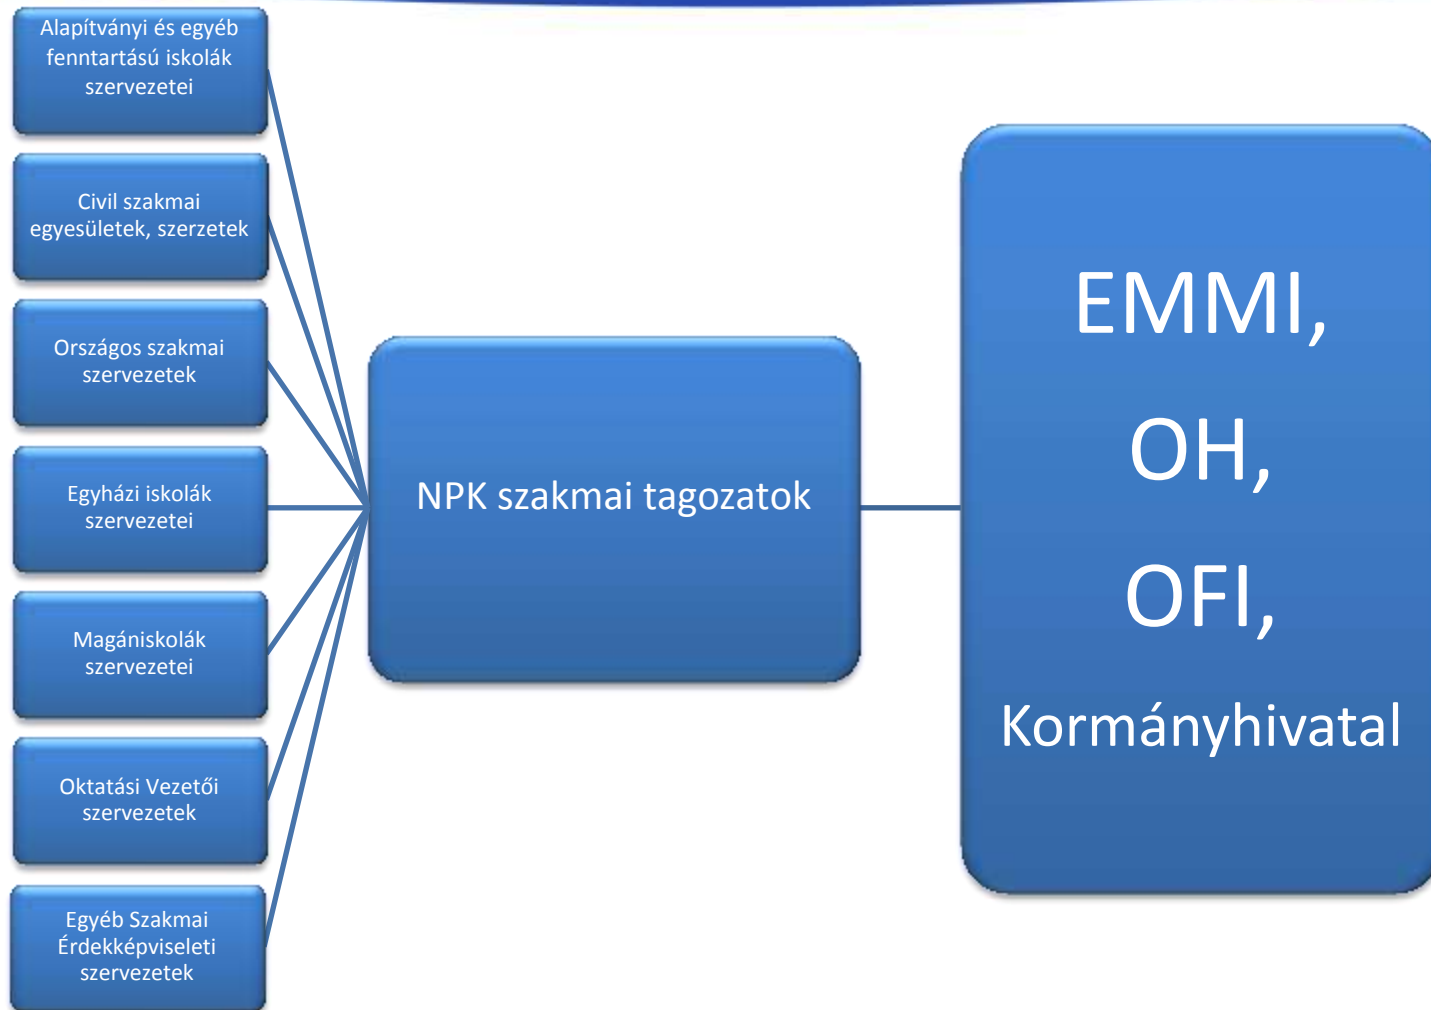 Alapítványi és egyéb
fenntartású iskolák
szervezetei
Civil szakmai
egyesületek, szerzetek
Országos szakmai
szervezetek
Egyházi iskolák
szervezetei
Magániskolák
szervezetei
Oktatási Vezetői
szervezetek
Egyéb Szakmai
Érdekképviseleti
szervezetek
NPK szakmai tagozatok
EMMI,
OH,
OFI,
Kormányhivatal